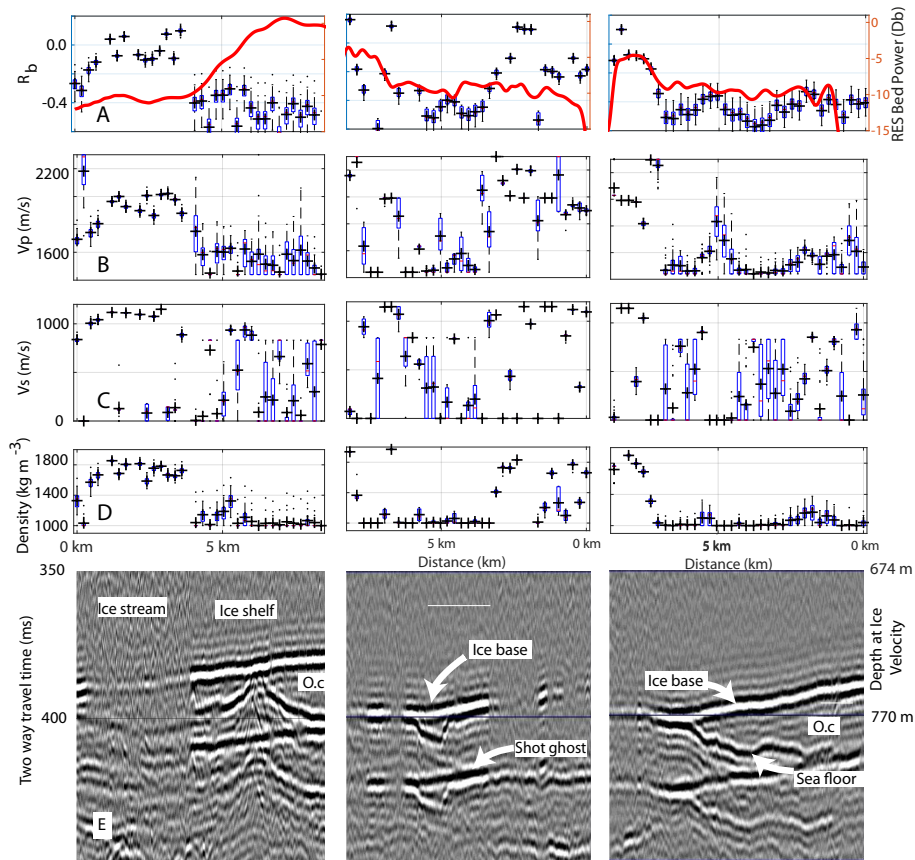 0.0
-0.4
R_b
A
0
-5
-10
-15
RES Bed Power (Db)
2200
1600
Vp (m/s)
B
1000
0
Vs (m/s)
C
1800
1400
1000
Density (kg m⁻³)
D
0 km
5 km
5 km
0 km
5 km
0 km
Distance (km)
Distance (km)
350
400
Two way travel time (ms)
Ice stream
Ice shelf
O.c
E
Ice base
Shot ghost
Ice base
O.c
Sea floor
674 m
770 m
Depth at Ice
Velocity